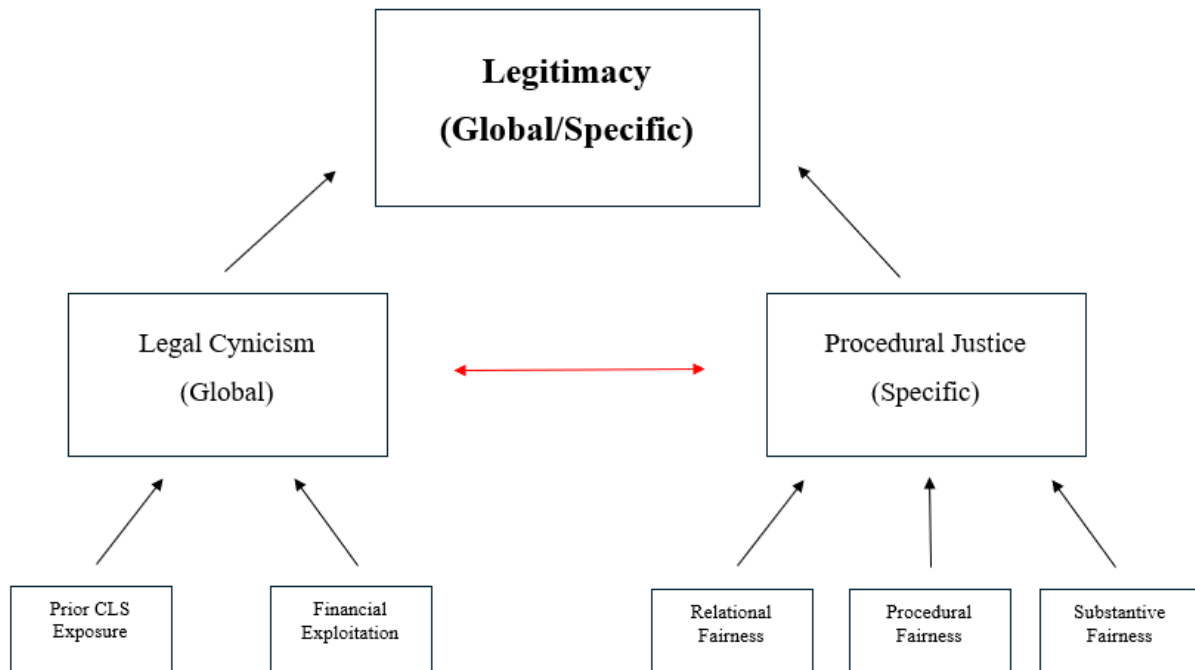 Legitimacy
(Global/Specific)
Legal Cynicism
(Global)
Procedural Justice
(Specific)
Prior CLS
Exposure
Financial
Exploitation
Relational
Fairness
Procedural
Fairness
Substantive
Fairness